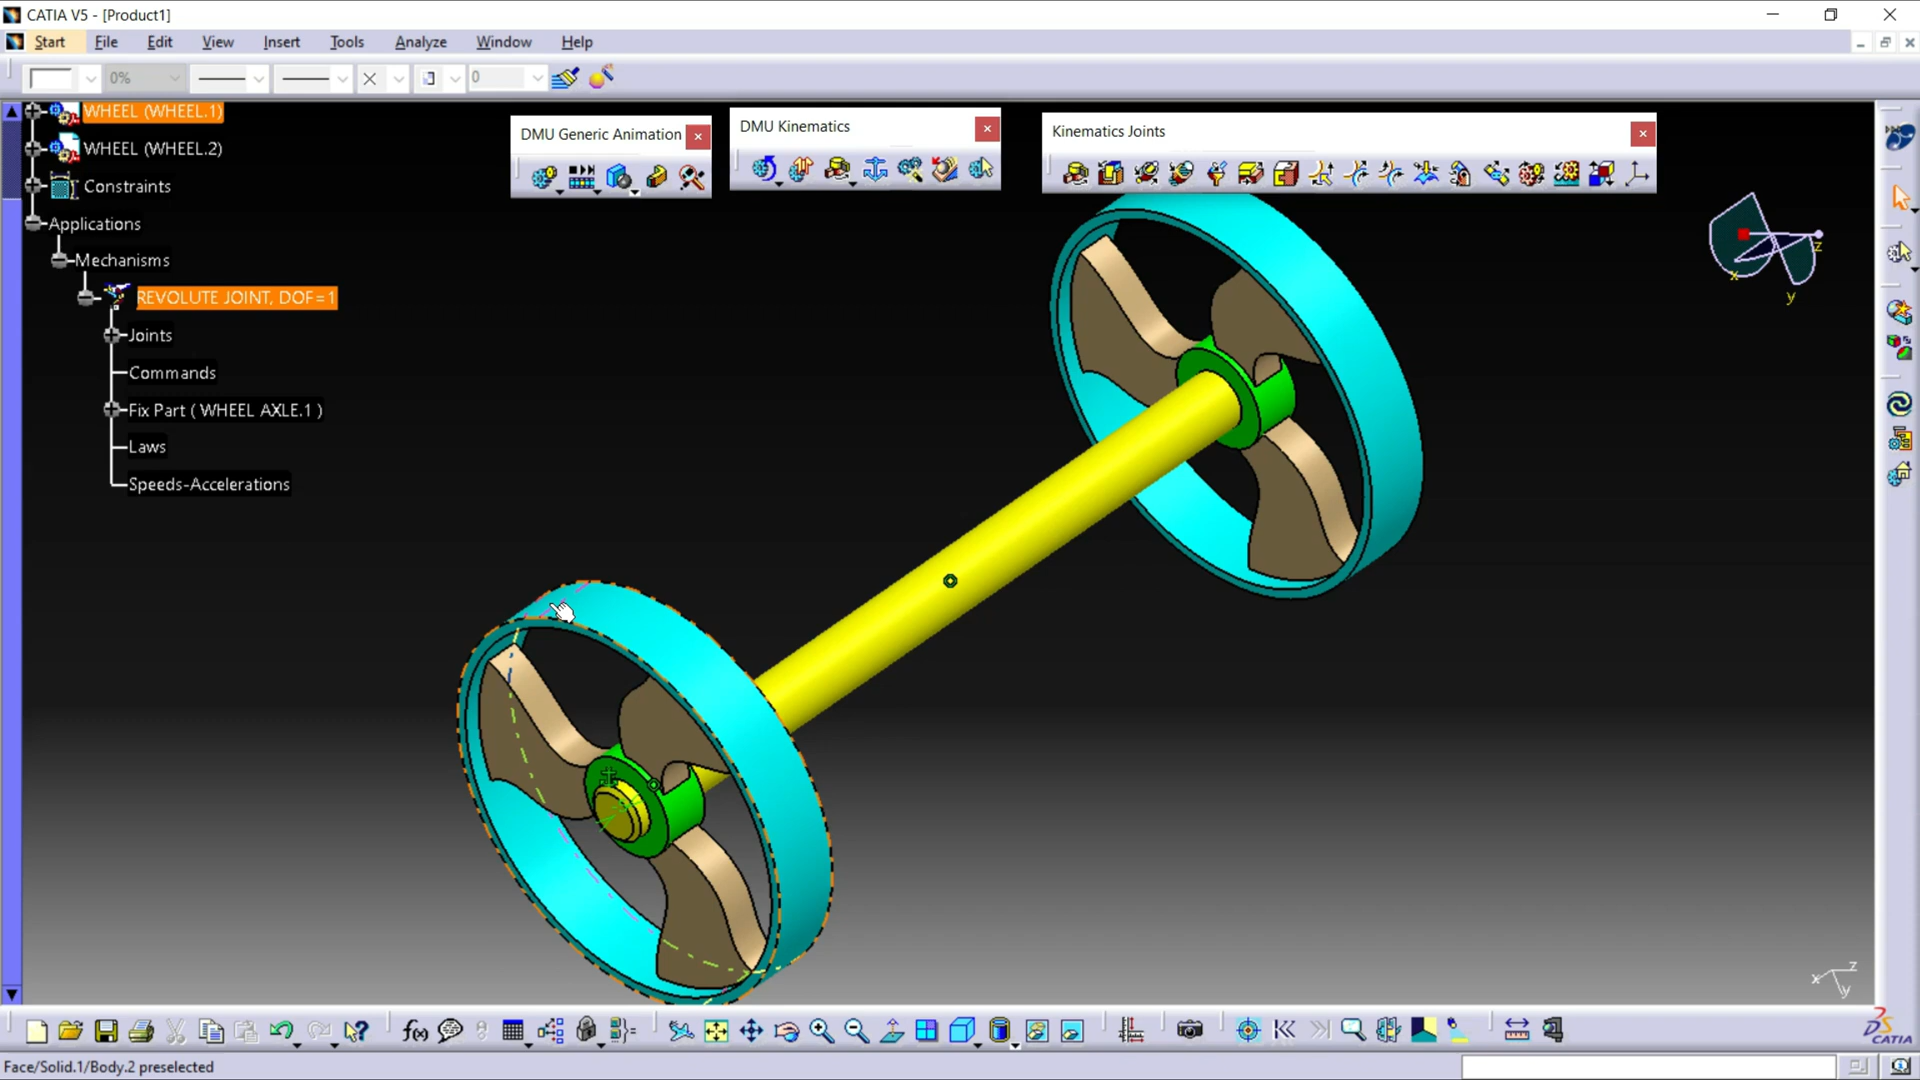 CATIA V5 - [Product1]
Start File Edit View Insert Tools Analyze Window Help
0% 0
WHEEL (WHEEL.1)
WHEEL (WHEEL.2)
Constraints
Applications
Mechanisms
REVOLUTE JOINT, DOF=1
Joints
Commands
Fix Part ( WHEEL AXLE.1 )
Laws
Speeds-Accelerations
DMU Generic Animation
DMU Kinematics
Kinematics Joints
z
x
y
x z
y
f(x)
CATIA
Face/Solid.1/Body.2 preselected